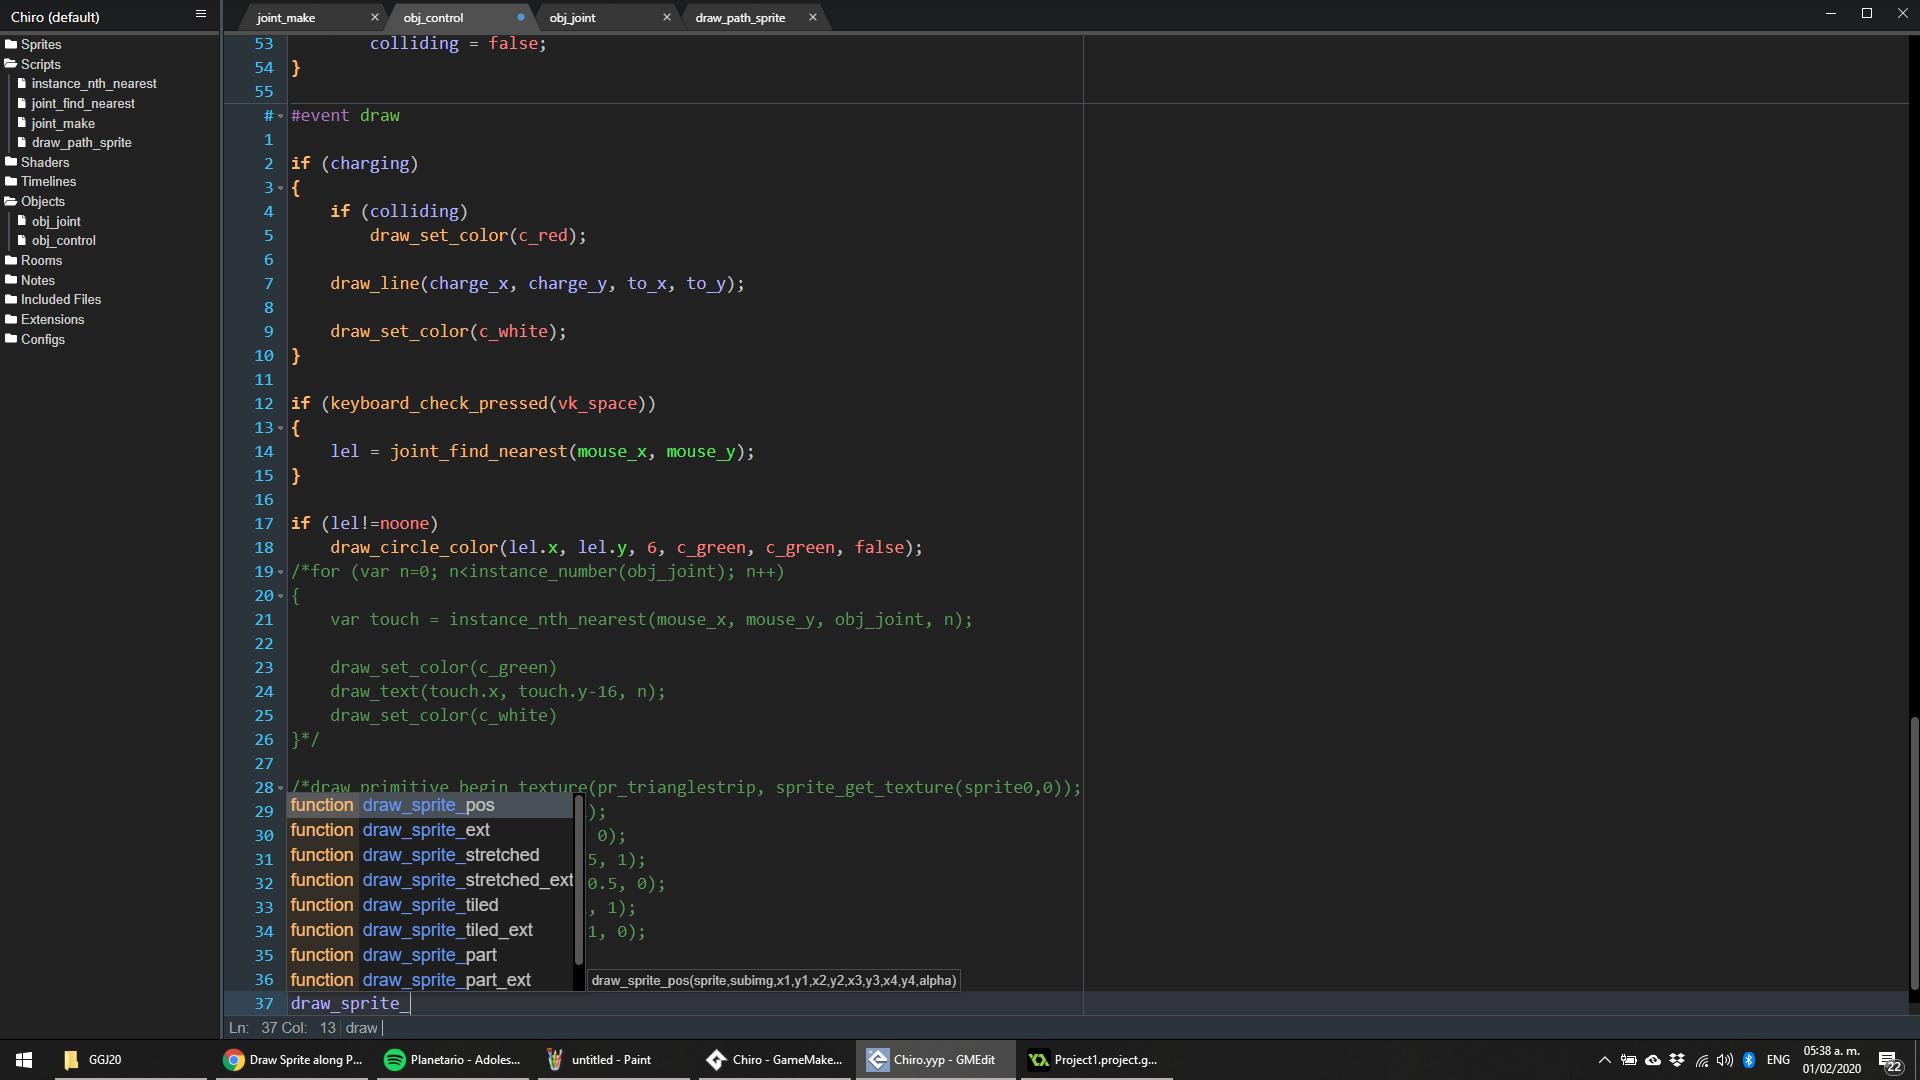 Chiro (default)
joint_make
obj_control
obj_joint
draw_path_sprite
Sprites
Scripts
instance_nth_nearest
joint_find_nearest
joint_make
draw_path_sprite
Shaders
Timelines
Objects
obj_joint
obj_control
Rooms
Notes
Included Files
Extensions
Configs
53 colliding = false;
54 }
55
# #event draw
1
2 if (charging)
3 {
4 if (colliding)
5 draw_set_color(c_red);
6
7 draw_line(charge_x, charge_y, to_x, to_y);
8
9 draw_set_color(c_white);
10 }
11
12 if (keyboard_check_pressed(vk_space))
13 {
14 lel = joint_find_nearest(mouse_x, mouse_y);
15 }
16
17 if (lel!=noone)
18 draw_circle_color(lel.x, lel.y, 6, c_green, c_green, false);
19 /*for (var n=0; n<instance_number(obj_joint); n++)
20 {
21 var touch = instance_nth_nearest(mouse_x, mouse_y, obj_joint, n);
22
23 draw_set_color(c_green)
24 draw_text(touch.x, touch.y-16, n);
25 draw_set_color(c_white)
26 }*/
27
28 /*draw_primitive_begin_texture(pr_trianglestrip, sprite_get_texture(sprite0,0));
29 );
30 0);
31 5, 1);
32 0.5, 0);
33 , 1);
34 1, 0);
35
36
37 draw_sprite_
function draw_sprite_pos
function draw_sprite_ext
function draw_sprite_stretched
function draw_sprite_stretched_ext
function draw_sprite_tiled
function draw_sprite_tiled_ext
function draw_sprite_part
function draw_sprite_part_ext
draw_sprite_pos(sprite,subimg,x1,y1,x2,y2,x3,y3,x4,y4,alpha)
Ln: 37 Col: 13 draw
GGJ20
Draw Sprite along P...
Planetario - Adoles...
untitled - Paint
Chiro - GameMake...
Chiro.yyp - GMEdit
Project1.project.g...
ENG
05:38 a. m.
01/02/2020
22